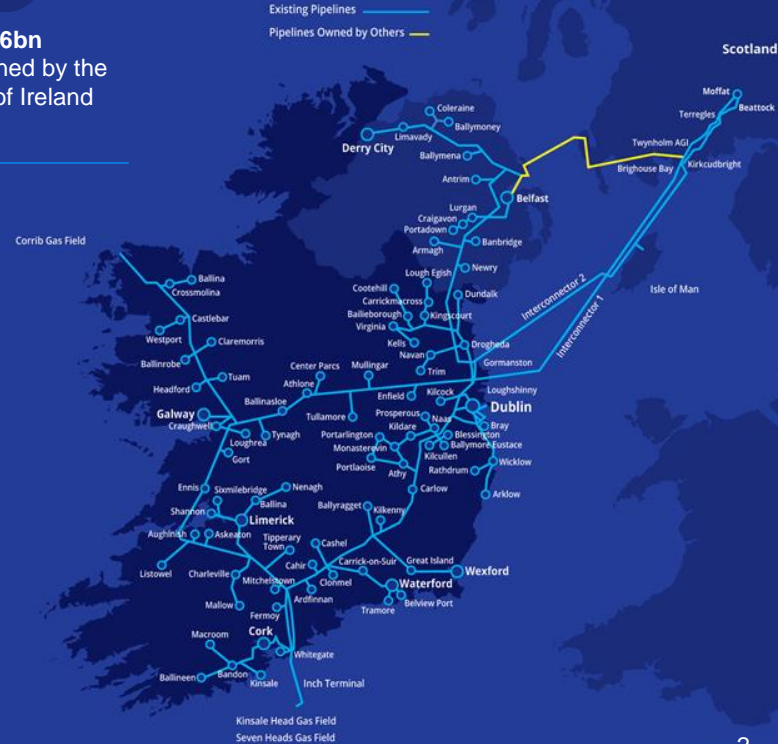 6bn
ned by the
of Ireland
Existing Pipelines
Pipelines Owned by Others
Scotland
Moffat
Beattock
Terregles
Twynholm AGI
Brighouse Bay
Kirkcudbright
Coleraine
Ballymoney
Limavady
Derry City
Ballymena
Antrim
Belfast
Lurgan
Craigavon
Portadown
Armagh
Banbridge
Newry
Lough Egish
Dundalk
Cootehill
Carrickmacross
Bailieborough
Kingscourt
Virginia
Kells
Navan
Drogheda
Trim
Gormanston
Interconnector 2
Interconnector 1
Isle of Man
Corrib Gas Field
Ballina
Crossmolina
Castlebar
Westport
Claremorris
Ballinrobe
Tuam
Headford
Center Parcs
Athlone
Mullingar
Ballinasloe
Galway
Craughwell
Loughrea
Tynagh
Gort
Tullamore
Enfield
Kilcock
Loughshinny
Dublin
Prosperous
Naas
Bray
Kildare
Blessington
Portarlington
Monasterevin
Ballymore Eustace
Kilcullen
Portlaoise
Athy
Rathdrum
Wicklow
Arklow
Carlow
Ennis
Sixmilebridge
Nenagh
Ballina
Shannon
Limerick
Ballyragget
Kilkenny
Aughinish
Askeaton
Tipperary
Town
Cashel
Listowel
Charleville
Cahir
Carrick-on-Suir
Great Island
Wexford
Mitchelstown
Clonmel
Waterford
Ardfinnan
Mallow
Fermoy
Tramore
Belview Port
Macroom
Cork
Whitegate
Ballineen
Bandon
Kinsale
Inch Terminal
Kinsale Head Gas Field
Seven Heads Gas Field